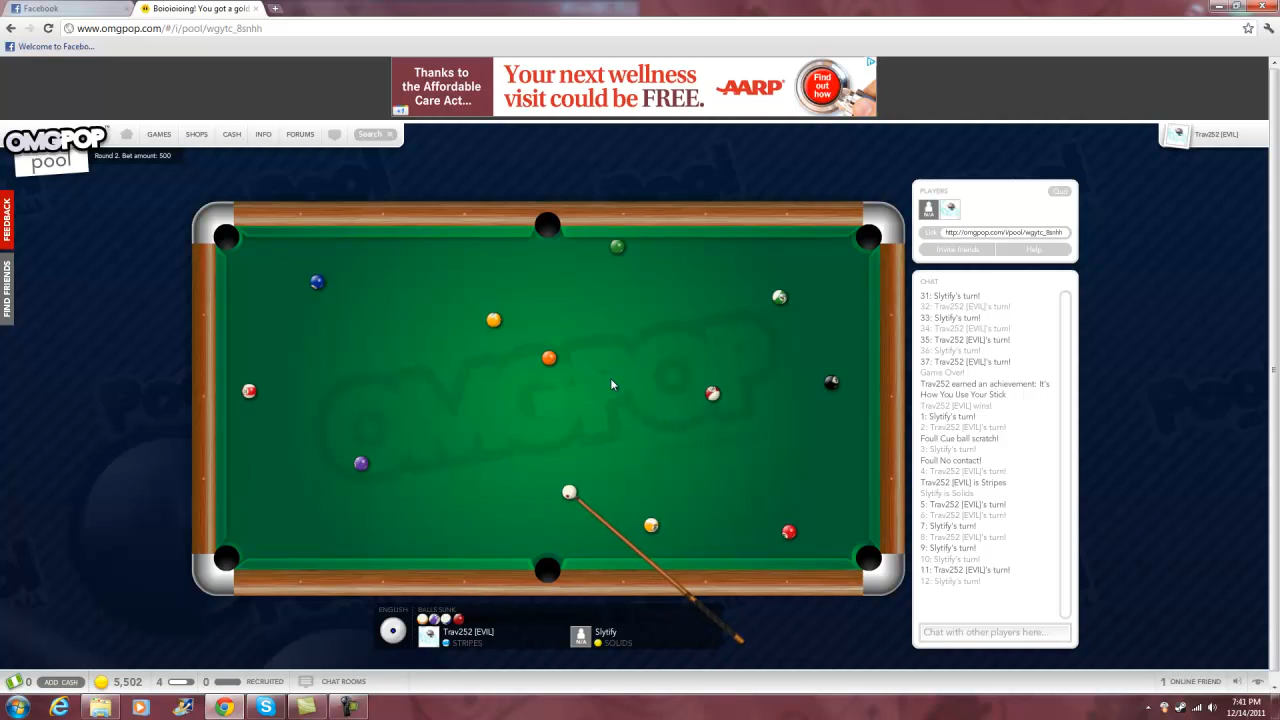 Facebook
Boioioioing! You got a gold
www.omgpop.com/#/i/pool/wgytc_8snhh
Welcome to Facebo...
Thanks to
the Affordable
Care Act...
+1
Your next wellness
visit could be FREE.
AARP
Find
out
how
OMGPOP
pool
GAMES
SHOPS
CASH
INFO
FORUMS
Search
Trav252 [EVIL]
Round 2. Bet amount: 500
FEEDBACK
FIND FRIENDS
PLAYERS
Quit
N/A
Link
http://omgpop.com/i/pool/wgytc_8snhh
Invite friends
Help
CHAT
31: Slytify's turn!
32: Trav252 [EVIL]'s turn!
33: Slytify's turn!
34: Trav252 [EVIL]'s turn!
35: Trav252 [EVIL]'s turn!
36: Slytify's turn!
37: Trav252 [EVIL]'s turn!
Game Over!
Trav252 earned an achievement: It's
How You Use Your Stick
Trav252 [EVIL] wins!
1: Slytify's turn!
2: Trav252 [EVIL]'s turn!
Foul! Cue ball scratch!
3: Slytify's turn!
Foul! No contact!
4: Trav252 [EVIL]'s turn!
Trav252 [EVIL] is Stripes
Slytify is Solids
5: Trav252 [EVIL]'s turn!
6: Trav252 [EVIL]'s turn!
7: Slytify's turn!
8: Trav252 [EVIL]'s turn!
9: Slytify's turn!
10: Slytify's turn!
11: Trav252 [EVIL]'s turn!
12: Slytify's turn!
Chat with other players here...
ENGLISH
BALLS SUNK:
Trav252 [EVIL]
STRIPES
N/A
Slytify
SOLIDS
0
ADD CASH
5,502
4
0
RECRUITED
CHAT ROOMS
1 ONLINE FRIEND
7:41 PM
12/14/2011